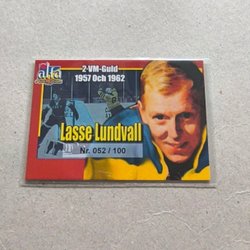 alfa
2 VM-Guld
1957 Och 1962
Lasse Lundvall
Nr. 052 / 100